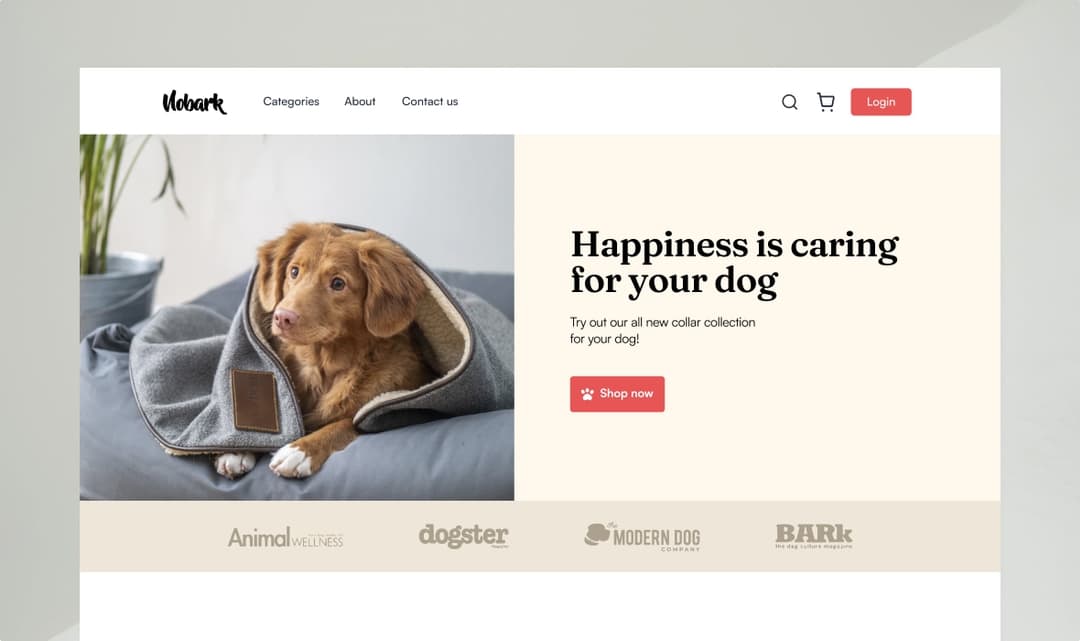 Nobark
Categories
About
Contact us
Login
Happiness is caring
for your dog
Try out our all new collar collection
for your dog!
Shop now
Animal WELLNESS
dogster
the
MODERN DOG
COMPANY
BARk
the dog culture magazine